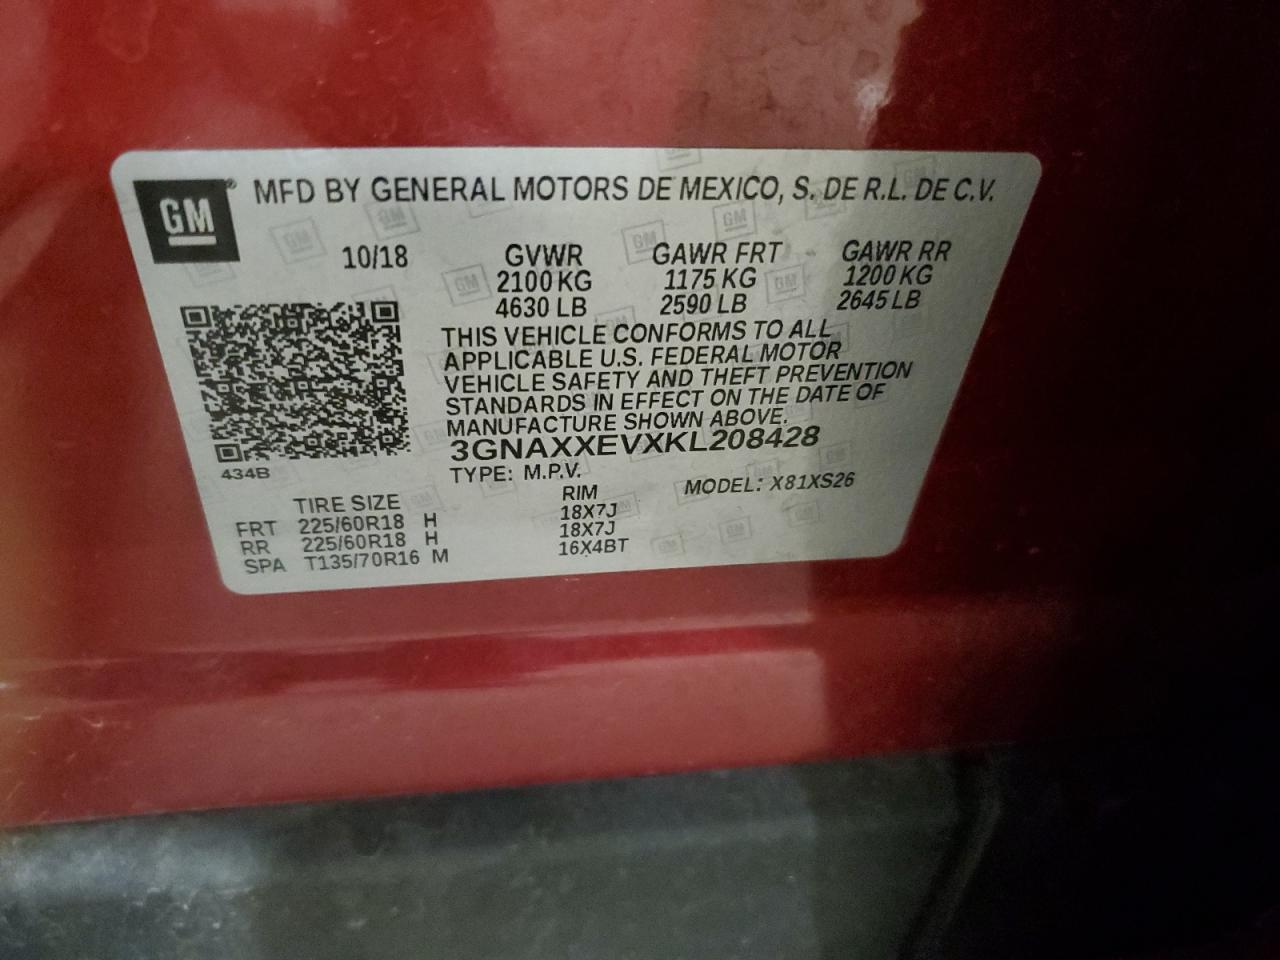 GM® MFD BY GENERAL MOTORS DE MEXICO, S. DE R.L. DE C.V.
10/18 GVWR GAWR FRT GAWR RR
2100 KG 1175 KG 1200 KG
4630 LB 2590 LB 2645 LB
THIS VEHICLE CONFORMS TO ALL
APPLICABLE U.S. FEDERAL MOTOR
VEHICLE SAFETY AND THEFT PREVENTION
STANDARDS IN EFFECT ON THE DATE OF
MANUFACTURE SHOWN ABOVE.
3GNAXXEVXKL208428
434B
TYPE: M.P.V. MODEL: X81XS26
TIRE SIZE RIM
FRT 225/60R18 H 18X7J
RR 225/60R18 H 18X7J
SPA T135/70R16 M 16X4BT